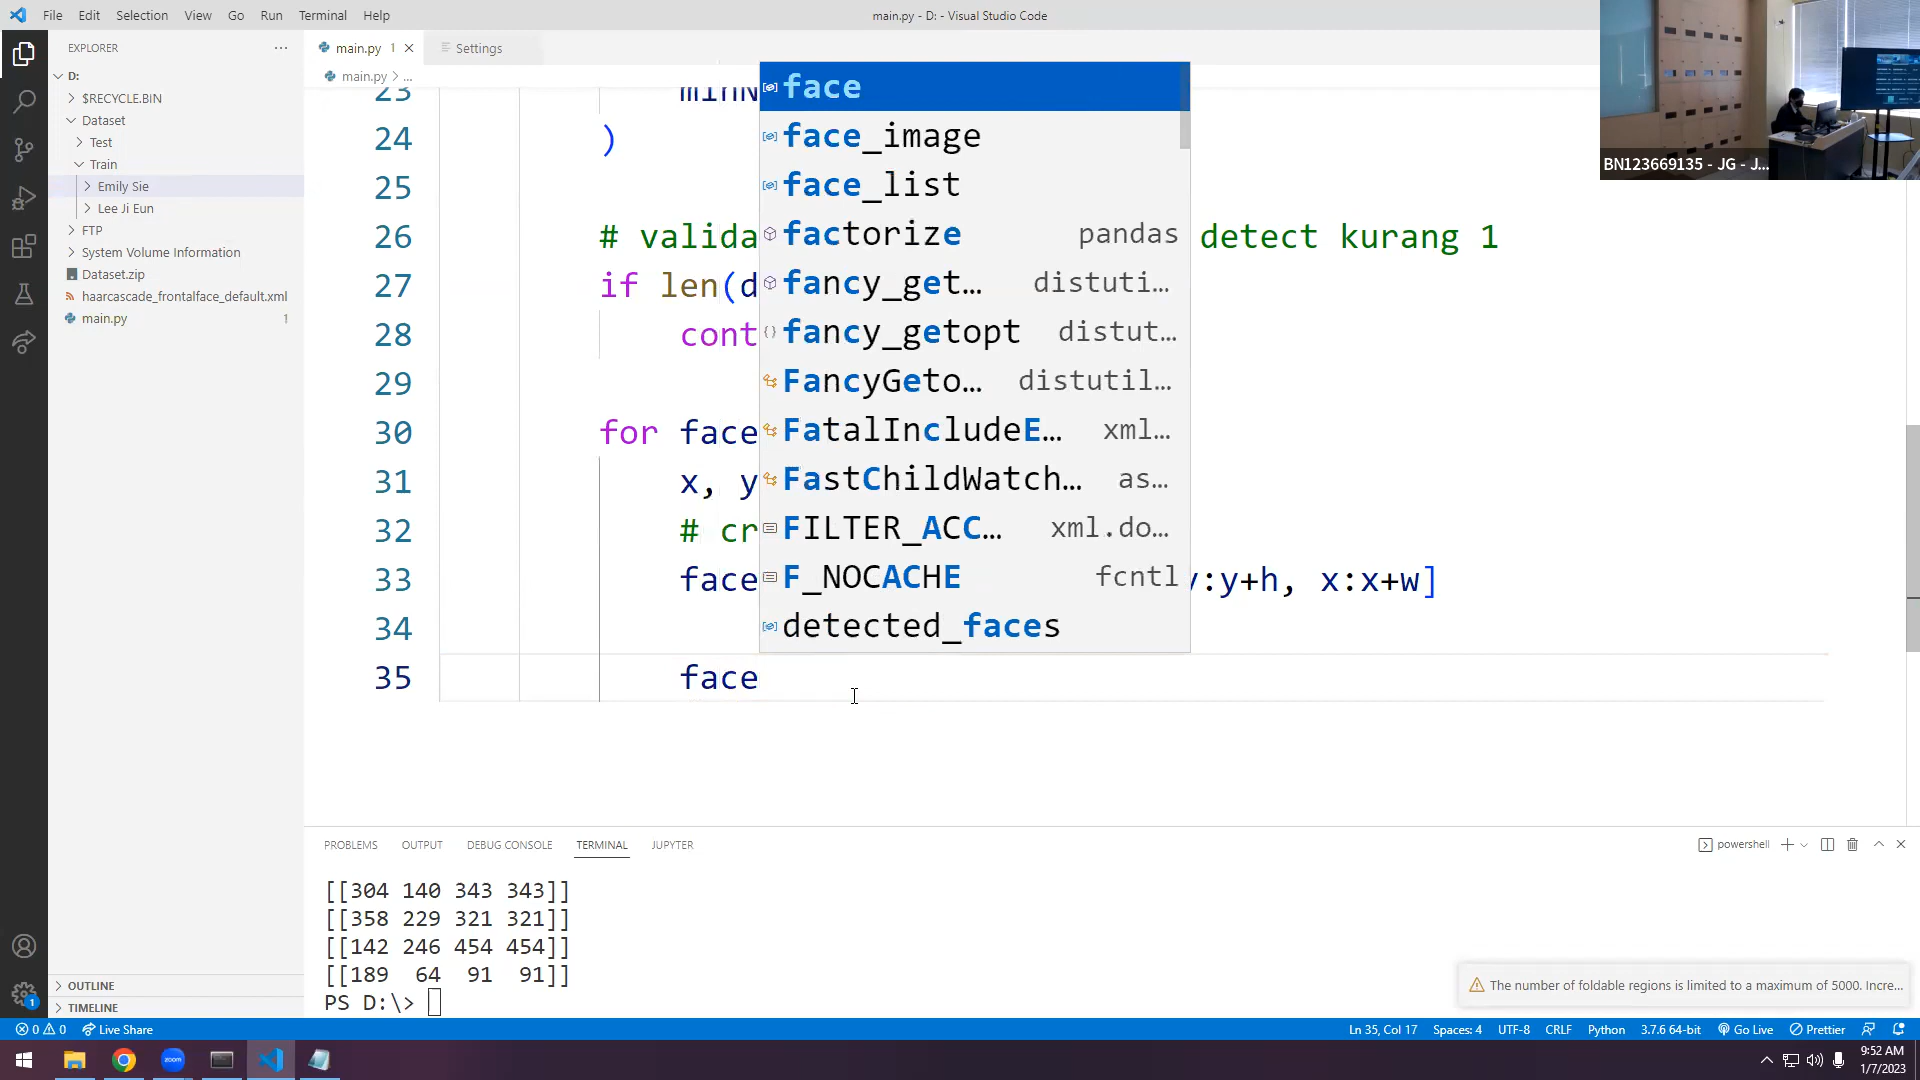 File Edit Selection View Go Run Terminal Help
main.py - D: - Visual Studio Code
EXPLORER
D:
$RECYCLE.BIN
Dataset
Test
Train
Emily Sie
Lee Ji Eun
FTP
System Volume Information
Dataset.zip
haarcascade_frontalface_default.xml
main.py 1
OUTLINE
TIMELINE
main.py 1
Settings
main.py > ...
23
24 )
25
26 # valida detect kurang 1
27 if len(d
28 cont
29
30 for face
31 x, y
32 # cr
33 face y:y+h, x:x+w]
34
35 face
face
face_image
face_list
factorize pandas
fancy_get… distuti…
fancy_getopt distut…
FancyGeto… distutil…
FatalIncludeE… xml…
FastChildWatch… as…
FILTER_ACC… xml.do…
F_NOCACHE fcntl
detected_faces
BN123669135 - JG - J...
PROBLEMS OUTPUT DEBUG CONSOLE TERMINAL JUPYTER
powershell
[[304 140 343 343]]
[[358 229 321 321]]
[[142 246 454 454]]
[[189 64 91 91]]
PS D:\>
The number of foldable regions is limited to a maximum of 5000. Incre...
1
0 0 Live Share
Ln 35, Col 17 Spaces: 4 UTF-8 CRLF Python 3.7.6 64-bit Go Live Prettier
zoom
9:52 AM
1/7/2023